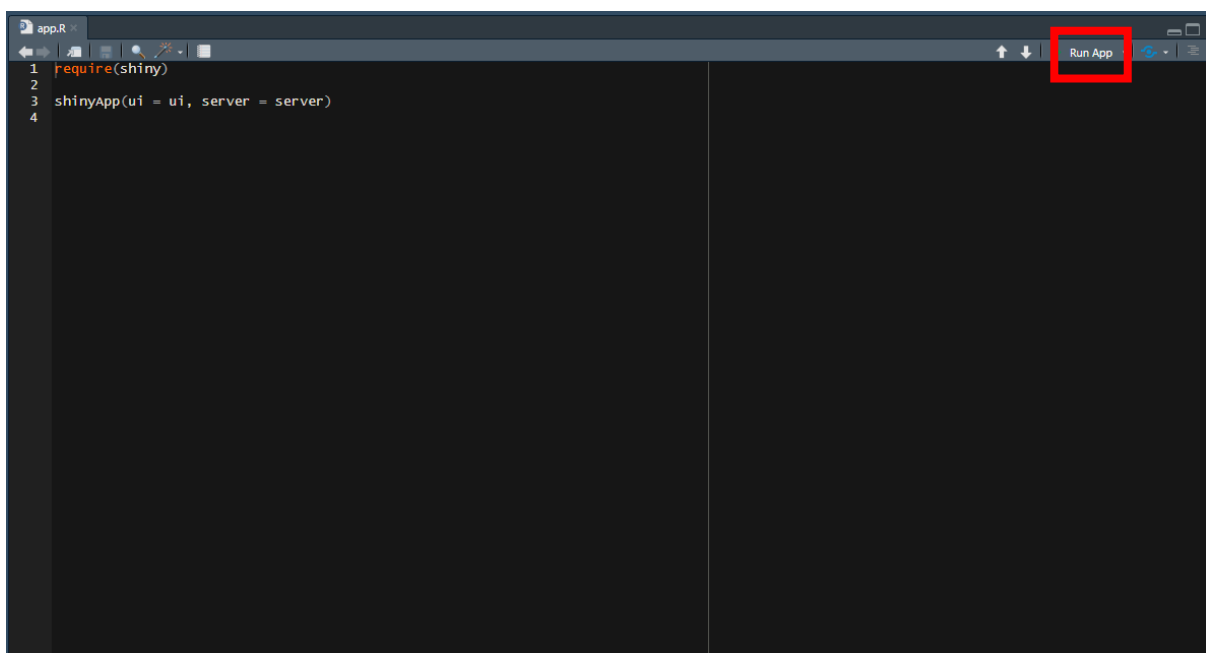 app.R
Run App
1 require(shiny)
2
3 shinyApp(ui = ui, server = server)
4